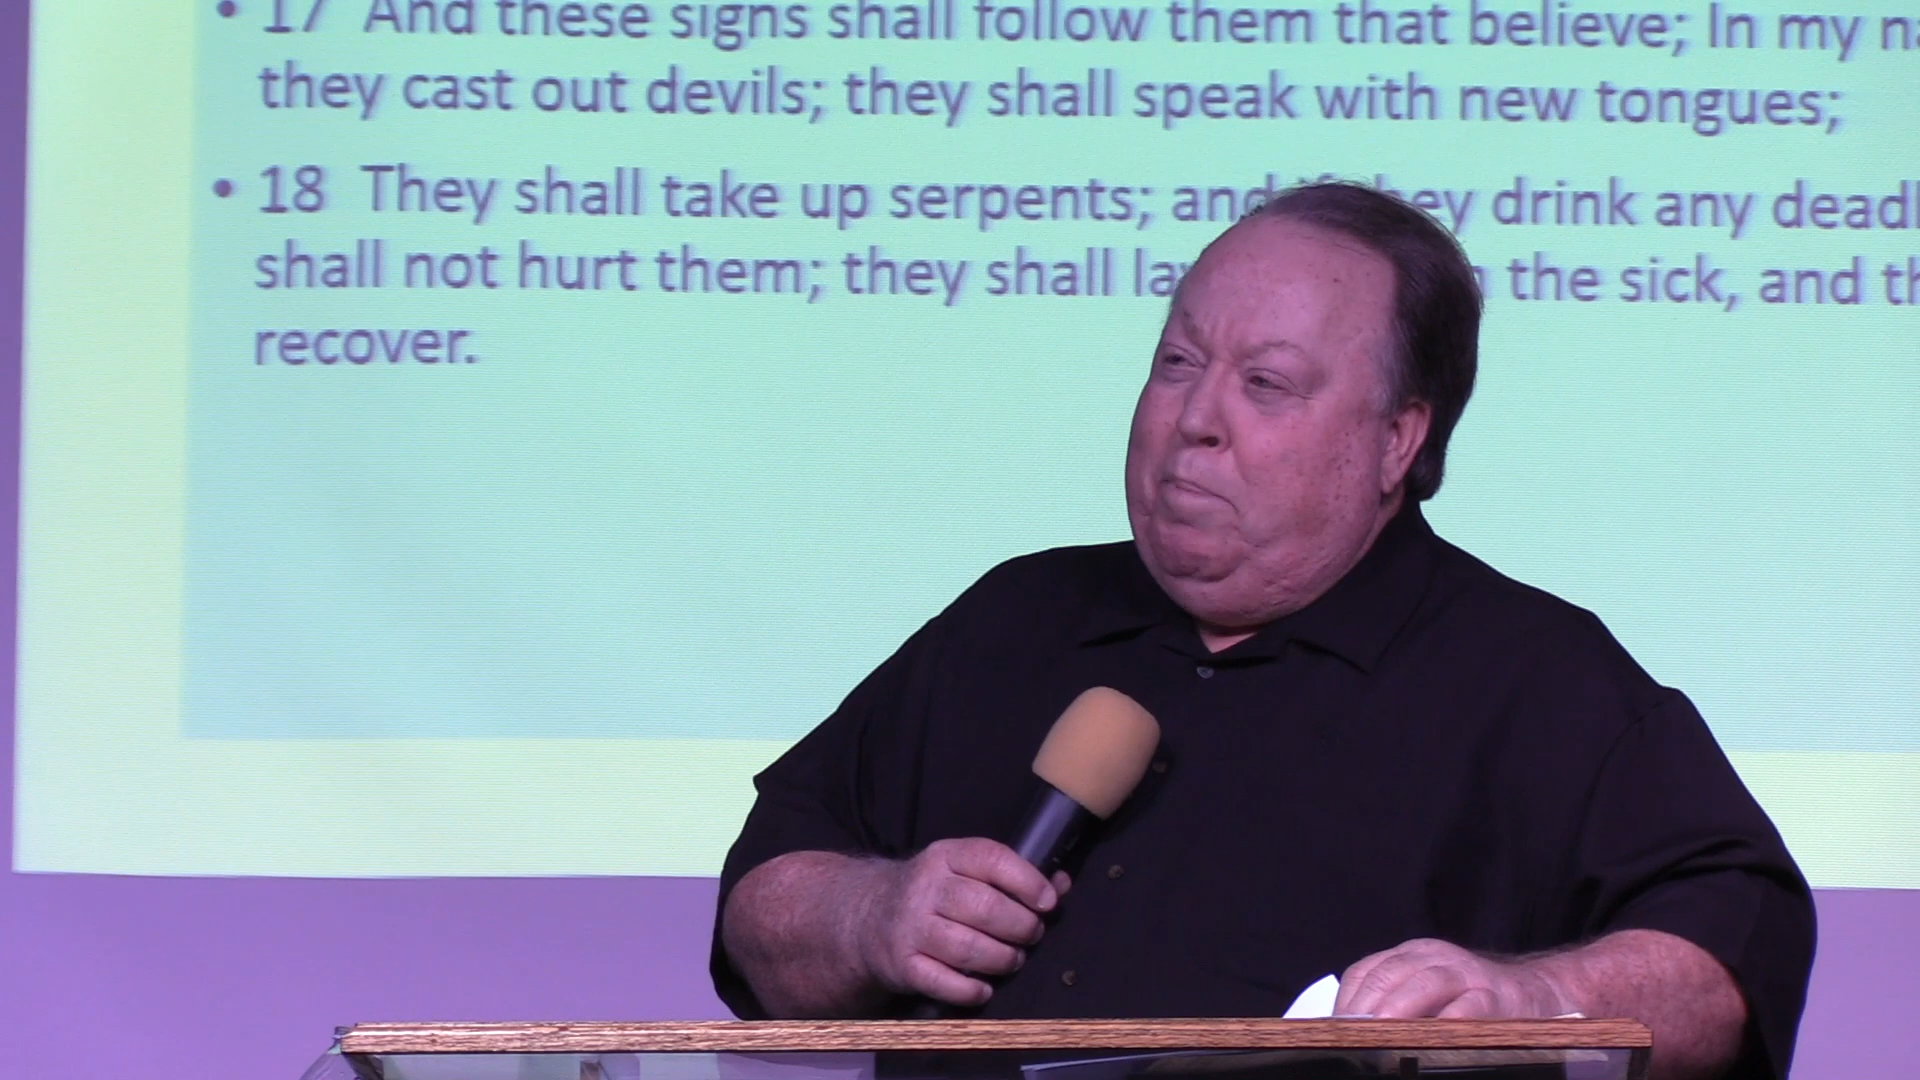 • 17 And these signs shall follow them that believe; In my
they cast out devils; they shall speak with new tongues;
• 18 They shall take up serpents; and drink any
shall not hurt them; they shall the sick, and
recover.